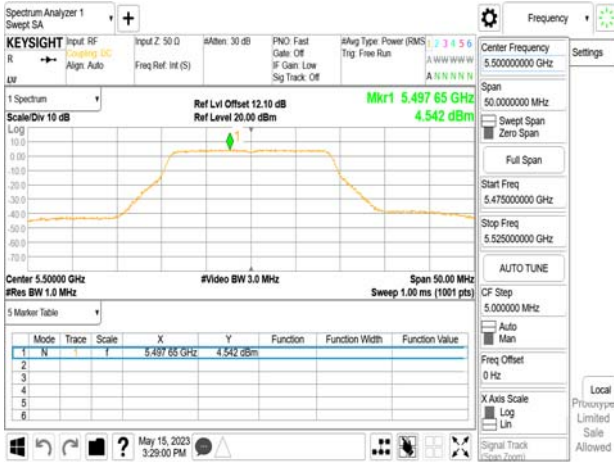 Spectrum Analyzer 1
Swept SA
+
Frequency
KEYSIGHT Input: RF Input Z: 50 Ω #Atten: 30 dB PNO: Fast #Avg Type: Power (RMS) 1 2 3 4 5 6
R Coupling: DC Gate: Off Trig: Free Run
Align: Auto Freq Ref: Int (S) IF Gain: Low A W W W W W
Sig Track: Off A N N N N N
LXI
1 Spectrum
Scale/Div 10 dB
Ref Lvl Offset 12.10 dB
Ref Level 20.00 dBm
Mkr1 5.497 65 GHz
4.542 dBm
Log
10.0
0.00
-10.0
-20.0
-30.0
-40.0
-50.0
-60.0
-70.0
1
Center 5.50000 GHz #Video BW 3.0 MHz Span 50.00 MHz
#Res BW 1.0 MHz Sweep 1.00 ms (1001 pts)
5 Marker Table
Mode Trace Scale X Y Function Function Width Function Value
1 N 1 f 5.497 65 GHz 4.542 dBm
2
3
4
5
6
May 15, 2023
3:29:00 PM
Center Frequency
5.500000000 GHz
Settings
Span
50.0000000 MHz
Swept Span
Zero Span
Full Span
Start Freq
5.475000000 GHz
Stop Freq
5.525000000 GHz
AUTO TUNE
CF Step
5.000000 MHz
Auto
Man
Freq Offset
0 Hz
X Axis Scale
Log
Lin
Signal Track
(Span Zoom)
Local
Prototype
Limited
Sale
Allowed